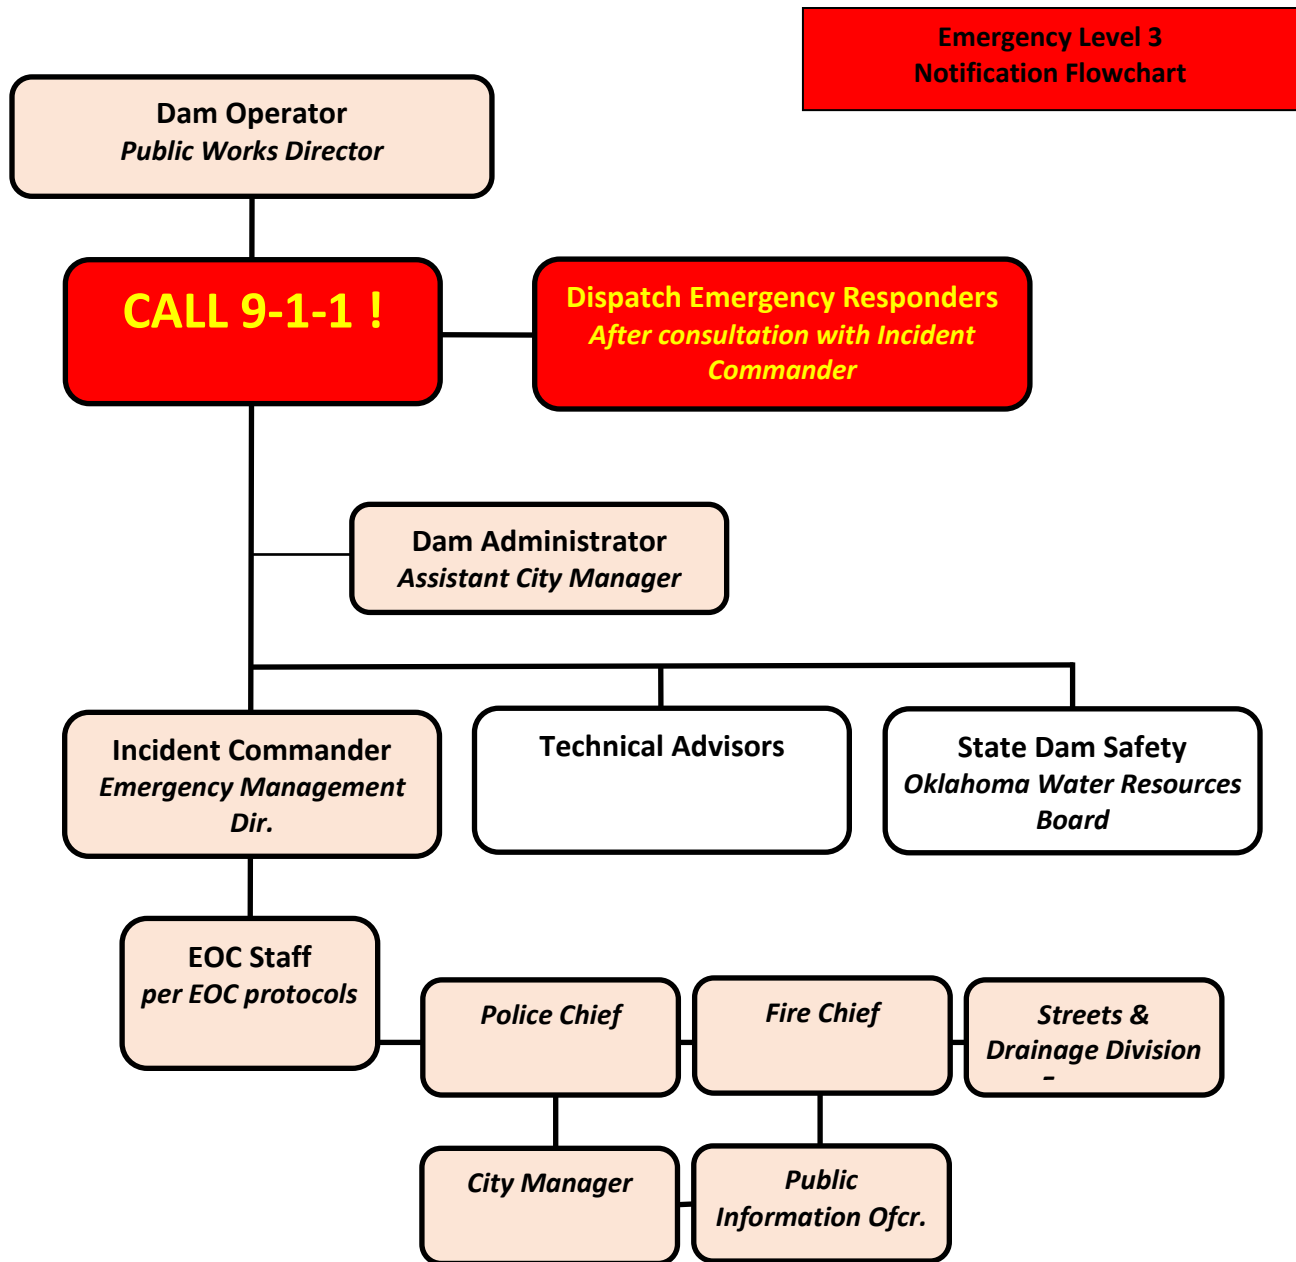 Emergency Level 3
Notification Flowchart
Dam Operator
Public Works Director
CALL 9-1-1 !
Dispatch Emergency Responders
After consultation with Incident
Commander
Dam Administrator
Assistant City Manager
Incident Commander
Emergency Management
Dir.
Technical Advisors
State Dam Safety
Oklahoma Water Resources
Board
EOC Staff
per EOC protocols
Police Chief
Fire Chief
Streets &
Drainage Division
–
City Manager
Public
Information Ofcr.